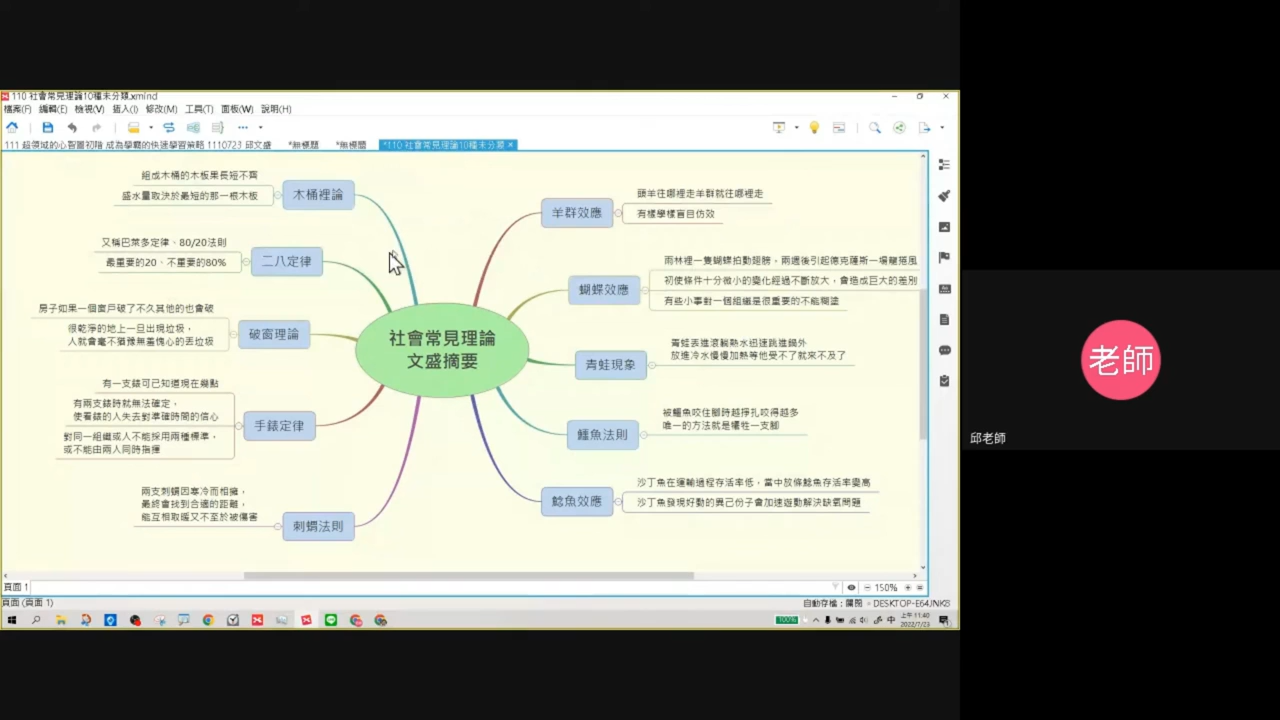 110 社會常見理論10種未分類.xmind
檔案(F) 編輯(E) 檢視(V) 插入(I) 修改(M) 工具(T) 面板(W) 說明(H)
111 超領域的心智圖初階 成為學霸的快速學習策略 1110723 邱文盛 *無標題 *無標題 *110 社會常見理論10種未分類
社會常見理論
文盛摘要
羊群效應
頭羊往哪裡走羊群就往哪裡走
有樣學樣盲目仿效
蝴蝶效應
雨林裡一隻蝴蝶拍動翅膀，兩週後引起德克薩斯一場龍捲風
初使條件十分微小的變化經過不斷放大，會造成巨大的差別
有些小事對一個組織是很重要的不能糊塗
青蛙現象
青蛙丟進滾騰熱水迅速跳進鍋外
放進冷水慢慢加熱等他受不了就來不及了
鱷魚法則
被鱷魚咬住腳時越掙扎咬得越多
唯一的方法就是犧牲一支腳
鯰魚效應
沙丁魚在運輸過程存活率低，當中放條鯰魚存活率變高
沙丁魚發現好動的異己份子會加速遊動解決缺氧問題
木桶裡論
組成木桶的木板果長短不齊
盛水量取決於最短的那一根木板
二八定律
又稱巴萊多定律、80/20法則
最重要的20、不重要的80%
破窗理論
房子如果一個窗戶破了不久其他的也會破
很乾淨的地上一旦出現垃圾，
人就會毫不猶豫無羞愧心的丟垃圾
手錶定律
有一支錶可已知道現在幾點
有兩支錶時就無法確定，
使看錶的人失去對準確時間的信心
對同一組織或人不能採用兩種標準，
或不能由兩人同時指揮
刺蝟法則
兩支刺蝟因寒冷而相擁，
最終會找到合適的距離，
能互相取暖又不至於被傷害
頁面 1
150%
頁面 (頁面 1)
自動存檔：關閉 DESKTOP-E64JNK8
100%
中
上午 11:40
2022/7/23
老師
邱老師